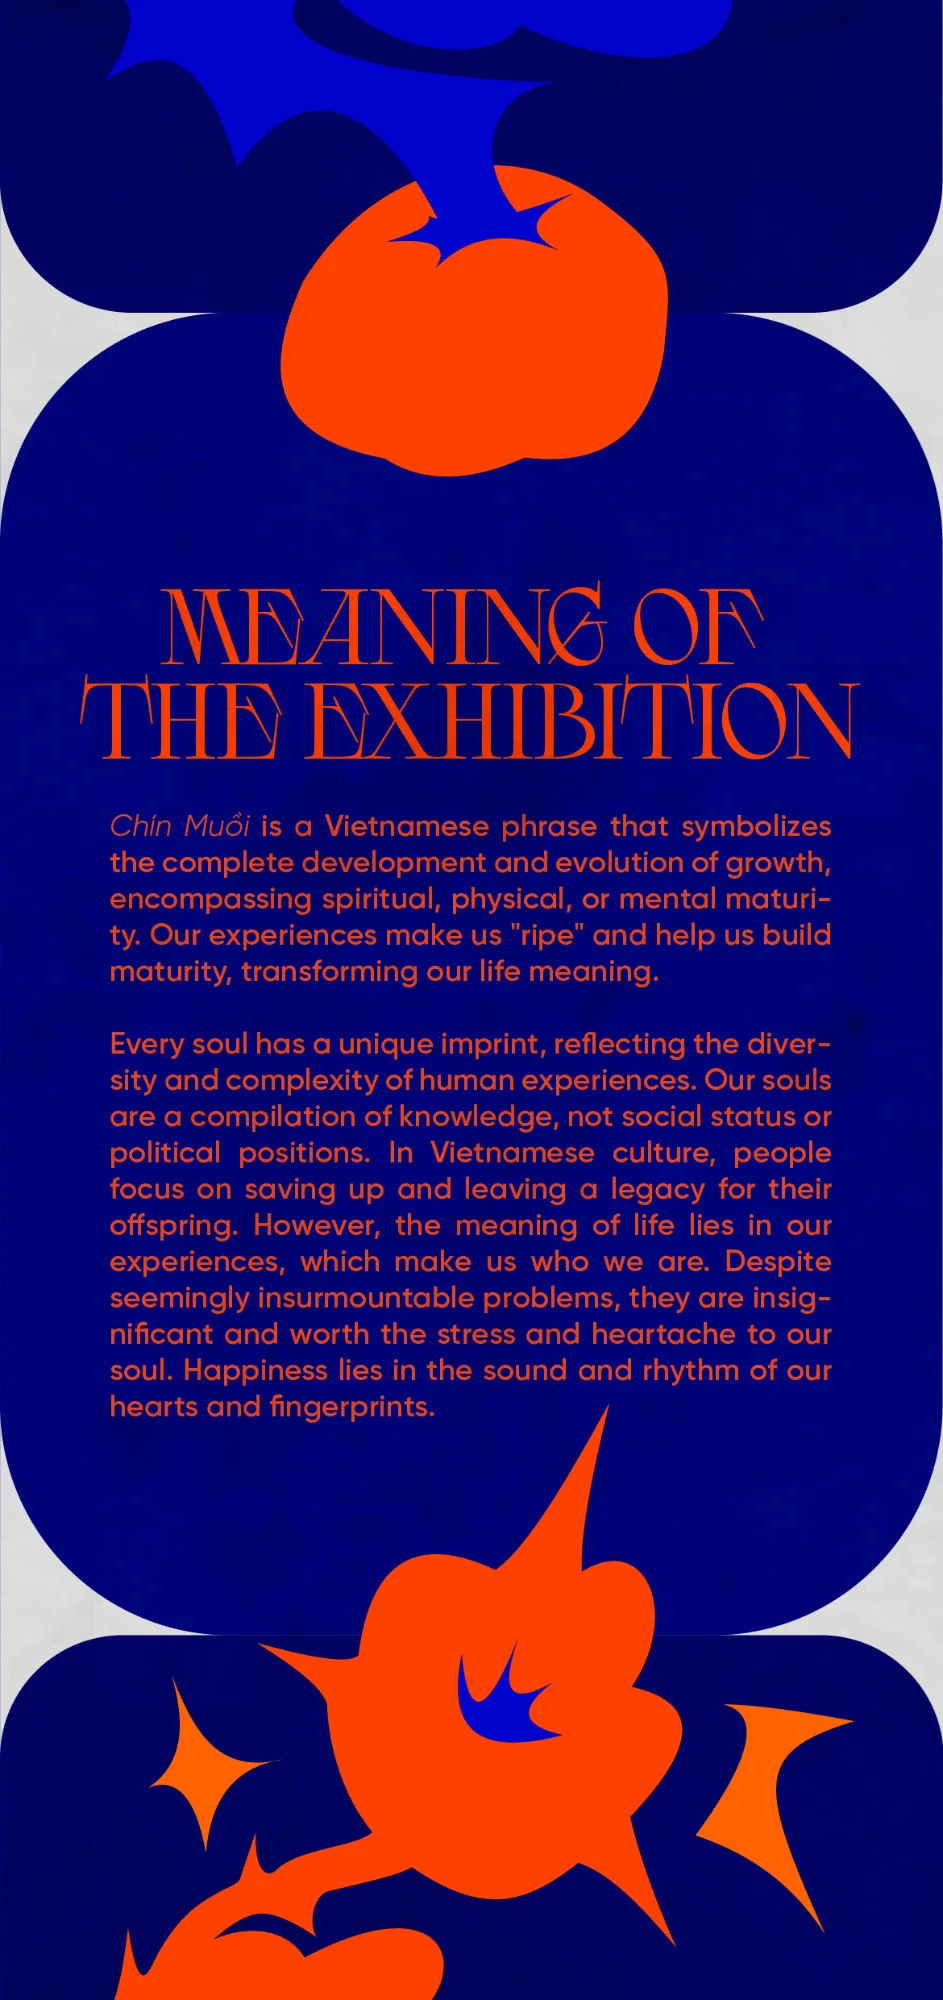 MEANING OF
THE EXHIBITION
Chín Muồi is a Vietnamese phrase that symbolizes
the complete development and evolution of growth,
encompassing spiritual, physical, or mental maturi-
ty. Our experiences make us "ripe" and help us build
maturity, transforming our life meaning.
Every soul has a unique imprint, reflecting the diver-
sity and complexity of human experiences. Our souls
are a compilation of knowledge, not social status or
political positions. In Vietnamese culture, people
focus on saving up and leaving a legacy for their
offspring. However, the meaning of life lies in our
experiences, which make us who we are. Despite
seemingly insurmountable problems, they are insig-
nificant and worth the stress and heartache to our
soul. Happiness lies in the sound and rhythm of our
hearts and fingerprints.